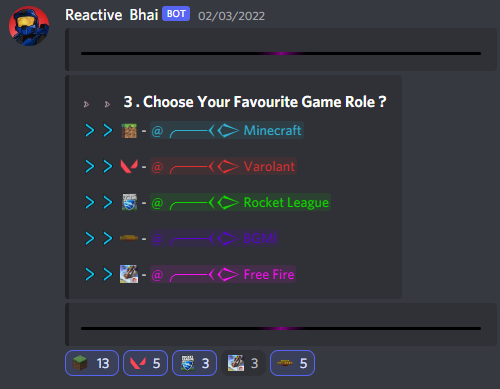 Reactive Bhai BOT 02/03/2022
3 . Choose Your Favourite Game Role ?
- @ Minecraft
- @ Varolant
- @ Rocket League
- @ BGMI
- @ Free Fire
13 5 3 3 5